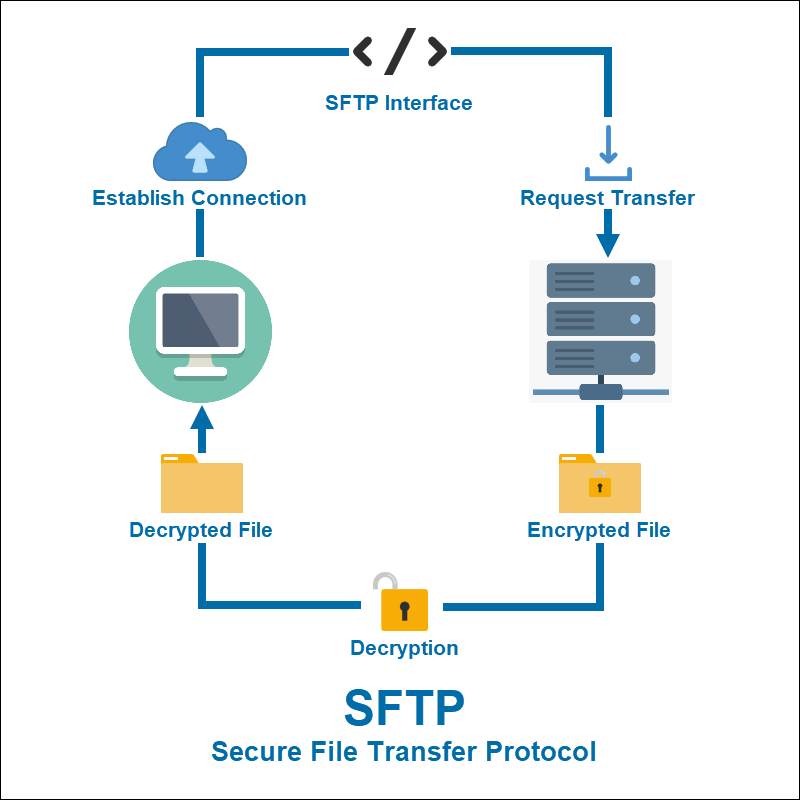 SFTP Interface
Establish Connection
Request Transfer
Decrypted File
Encrypted File
Decryption
SFTP
Secure File Transfer Protocol